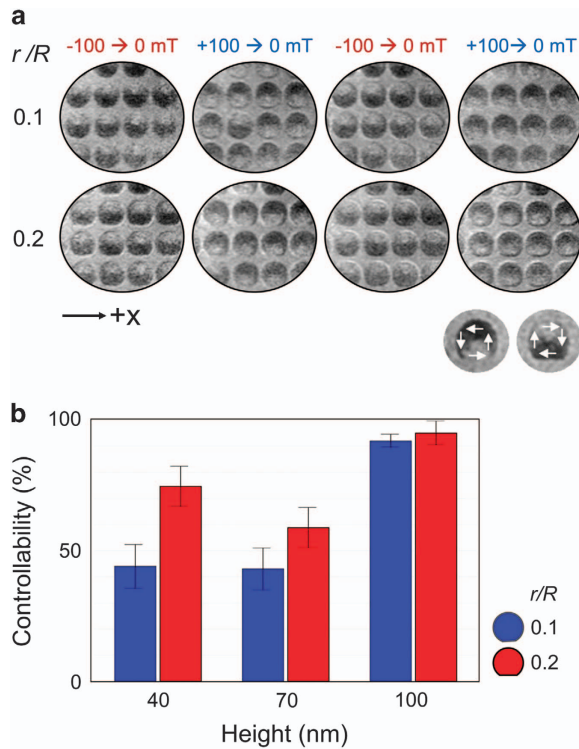 a
r/R
-100 → 0 mT
+100 → 0 mT
-100 → 0 mT
+100 → 0 mT
0.1
0.2
+x
b
Controllability (%)
100
50
0
40
70
100
Height (nm)
r/R
0.1
0.2